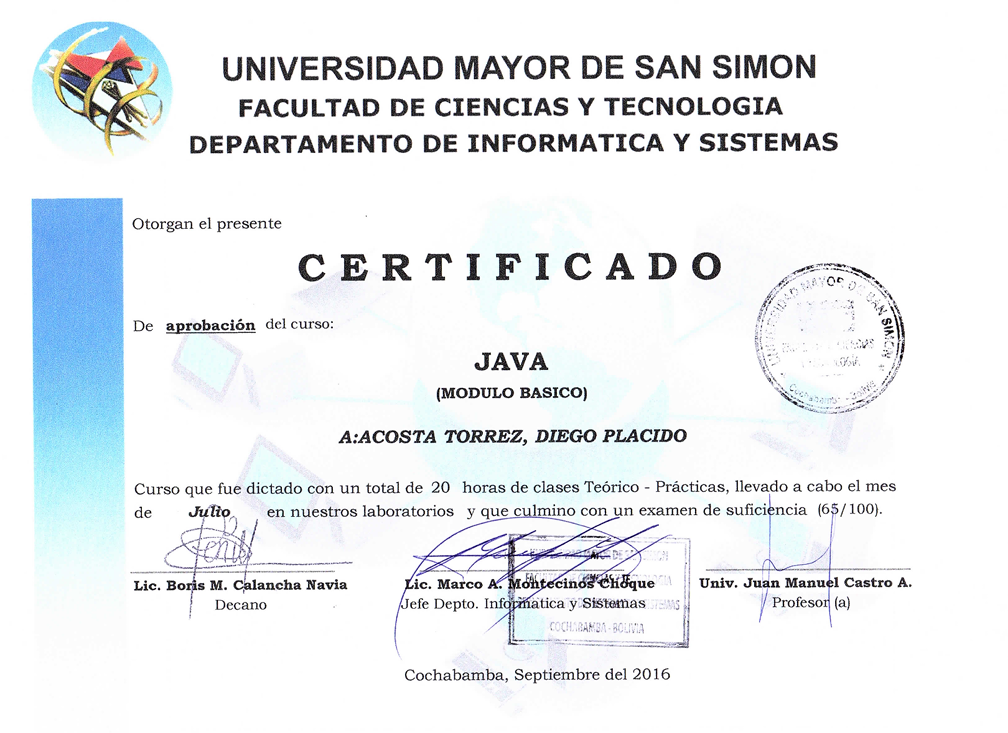 UNIVERSIDAD MAYOR DE SAN SIMON
FACULTAD DE CIENCIAS Y TECNOLOGIA
DEPARTAMENTO DE INFORMATICA Y SISTEMAS
Otorgan el presente
CERTIFICADO
De aprobación del curso:
JAVA
(MODULO BASICO)
A:ACOSTA TORREZ, DIEGO PLACIDO
UNIVERSIDAD MAYOR DE SAN SIMON
Cochabamba - Bolivia
Curso que fue dictado con un total de 20 horas de clases Teórico - Prácticas, llevado a cabo el mes
de Julio en nuestros laboratorios y que culmino con un examen de suficiencia (65/100).
Lic. Boris M. Calancha Navia
Decano
Lic. Marco A. Montecinos Choque
Jefe Depto. Informatica y Sistemas
COCHABAMBA - BOLIVIA
Univ. Juan Manuel Castro A.
Profesor (a)
Cochabamba, Septiembre del 2016